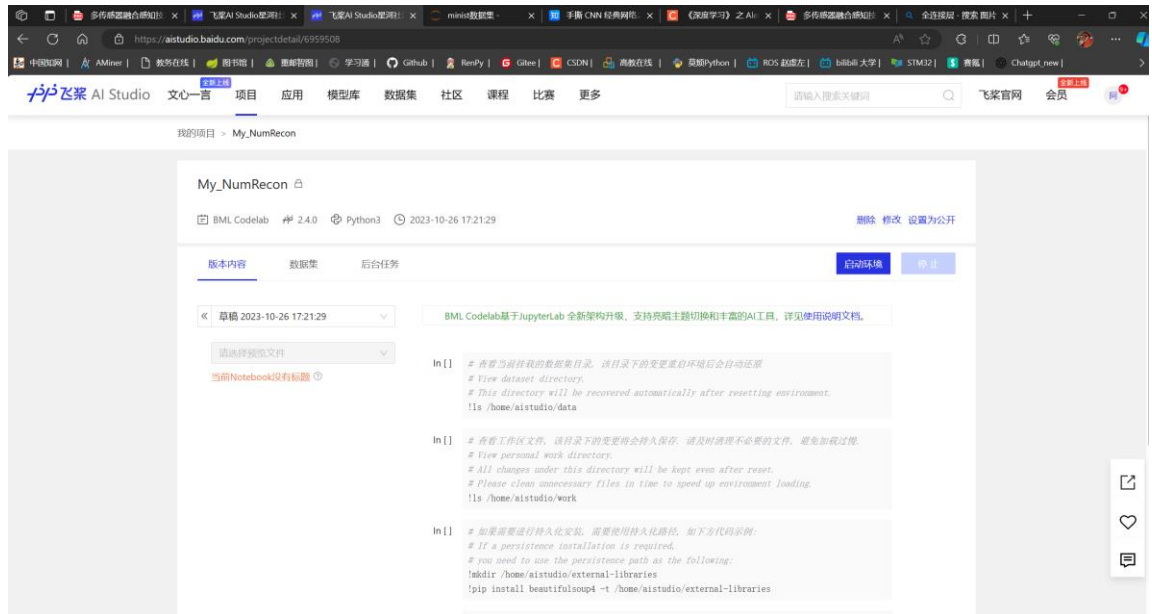 多传感器融合感知技 飞桨AI Studio星河社 飞桨AI Studio星河社 minist数据集 - 手撕 CNN 经典网络 《深度学习》之 Ale 多传感器融合感知技 全连接层 - 搜索 图片
https://aistudio.baidu.com/projectdetail/6959508
中国知网 | AMiner | 教务在线 | 图书馆 | 学习通 | Github | RenPy | Gitee | CSDN | 高教在线 | 莫烦Python | ROS 赵虚左 | bilibili 大学 | STM32 | Chatgpt_new |
飞桨 AI Studio 文心一言 全新上线 项目 应用 模型库 数据集 社区 课程 比赛 更多 请输入搜索关键词 飞桨官网 会员 全新上线 9+
我的项目 > My_NumRecon
My_NumRecon
BML Codelab 2.4.0 Python3 2023-10-26 17:21:29 删除 修改 设置为公开
版本内容 数据集 后台任务 启动环境 停止
草稿 2023-10-26 17:21:29 BML Codelab基于JupyterLab 全新架构升级，支持亮暗主题切换和丰富的AI工具，详见使用说明文档。
请选择预览文件
当前Notebook没有标题
In [ ] # 查看当前挂载的数据集目录, 该目录下的变更重启环境后会自动还原
# View dataset directory.
# This directory will be recovered automatically after resetting environment.
!ls /home/aistudio/data
In [ ] # 查看工作区文件, 该目录下的变更将会持久保存. 请及时清理不必要的文件, 避免加载过慢.
# View personal work directory.
# All changes under this directory will be kept even after reset.
# Please clean unnecessary files in time to speed up environment loading.
!ls /home/aistudio/work
In [ ] # 如果需要进行持久化安装, 需要使用持久化路径, 如下方代码示例:
# If a persistence installation is required,
# you need to use the persistence path as the following:
!mkdir /home/aistudio/external-libraries
!pip install beautifulsoup4 -t /home/aistudio/external-libraries